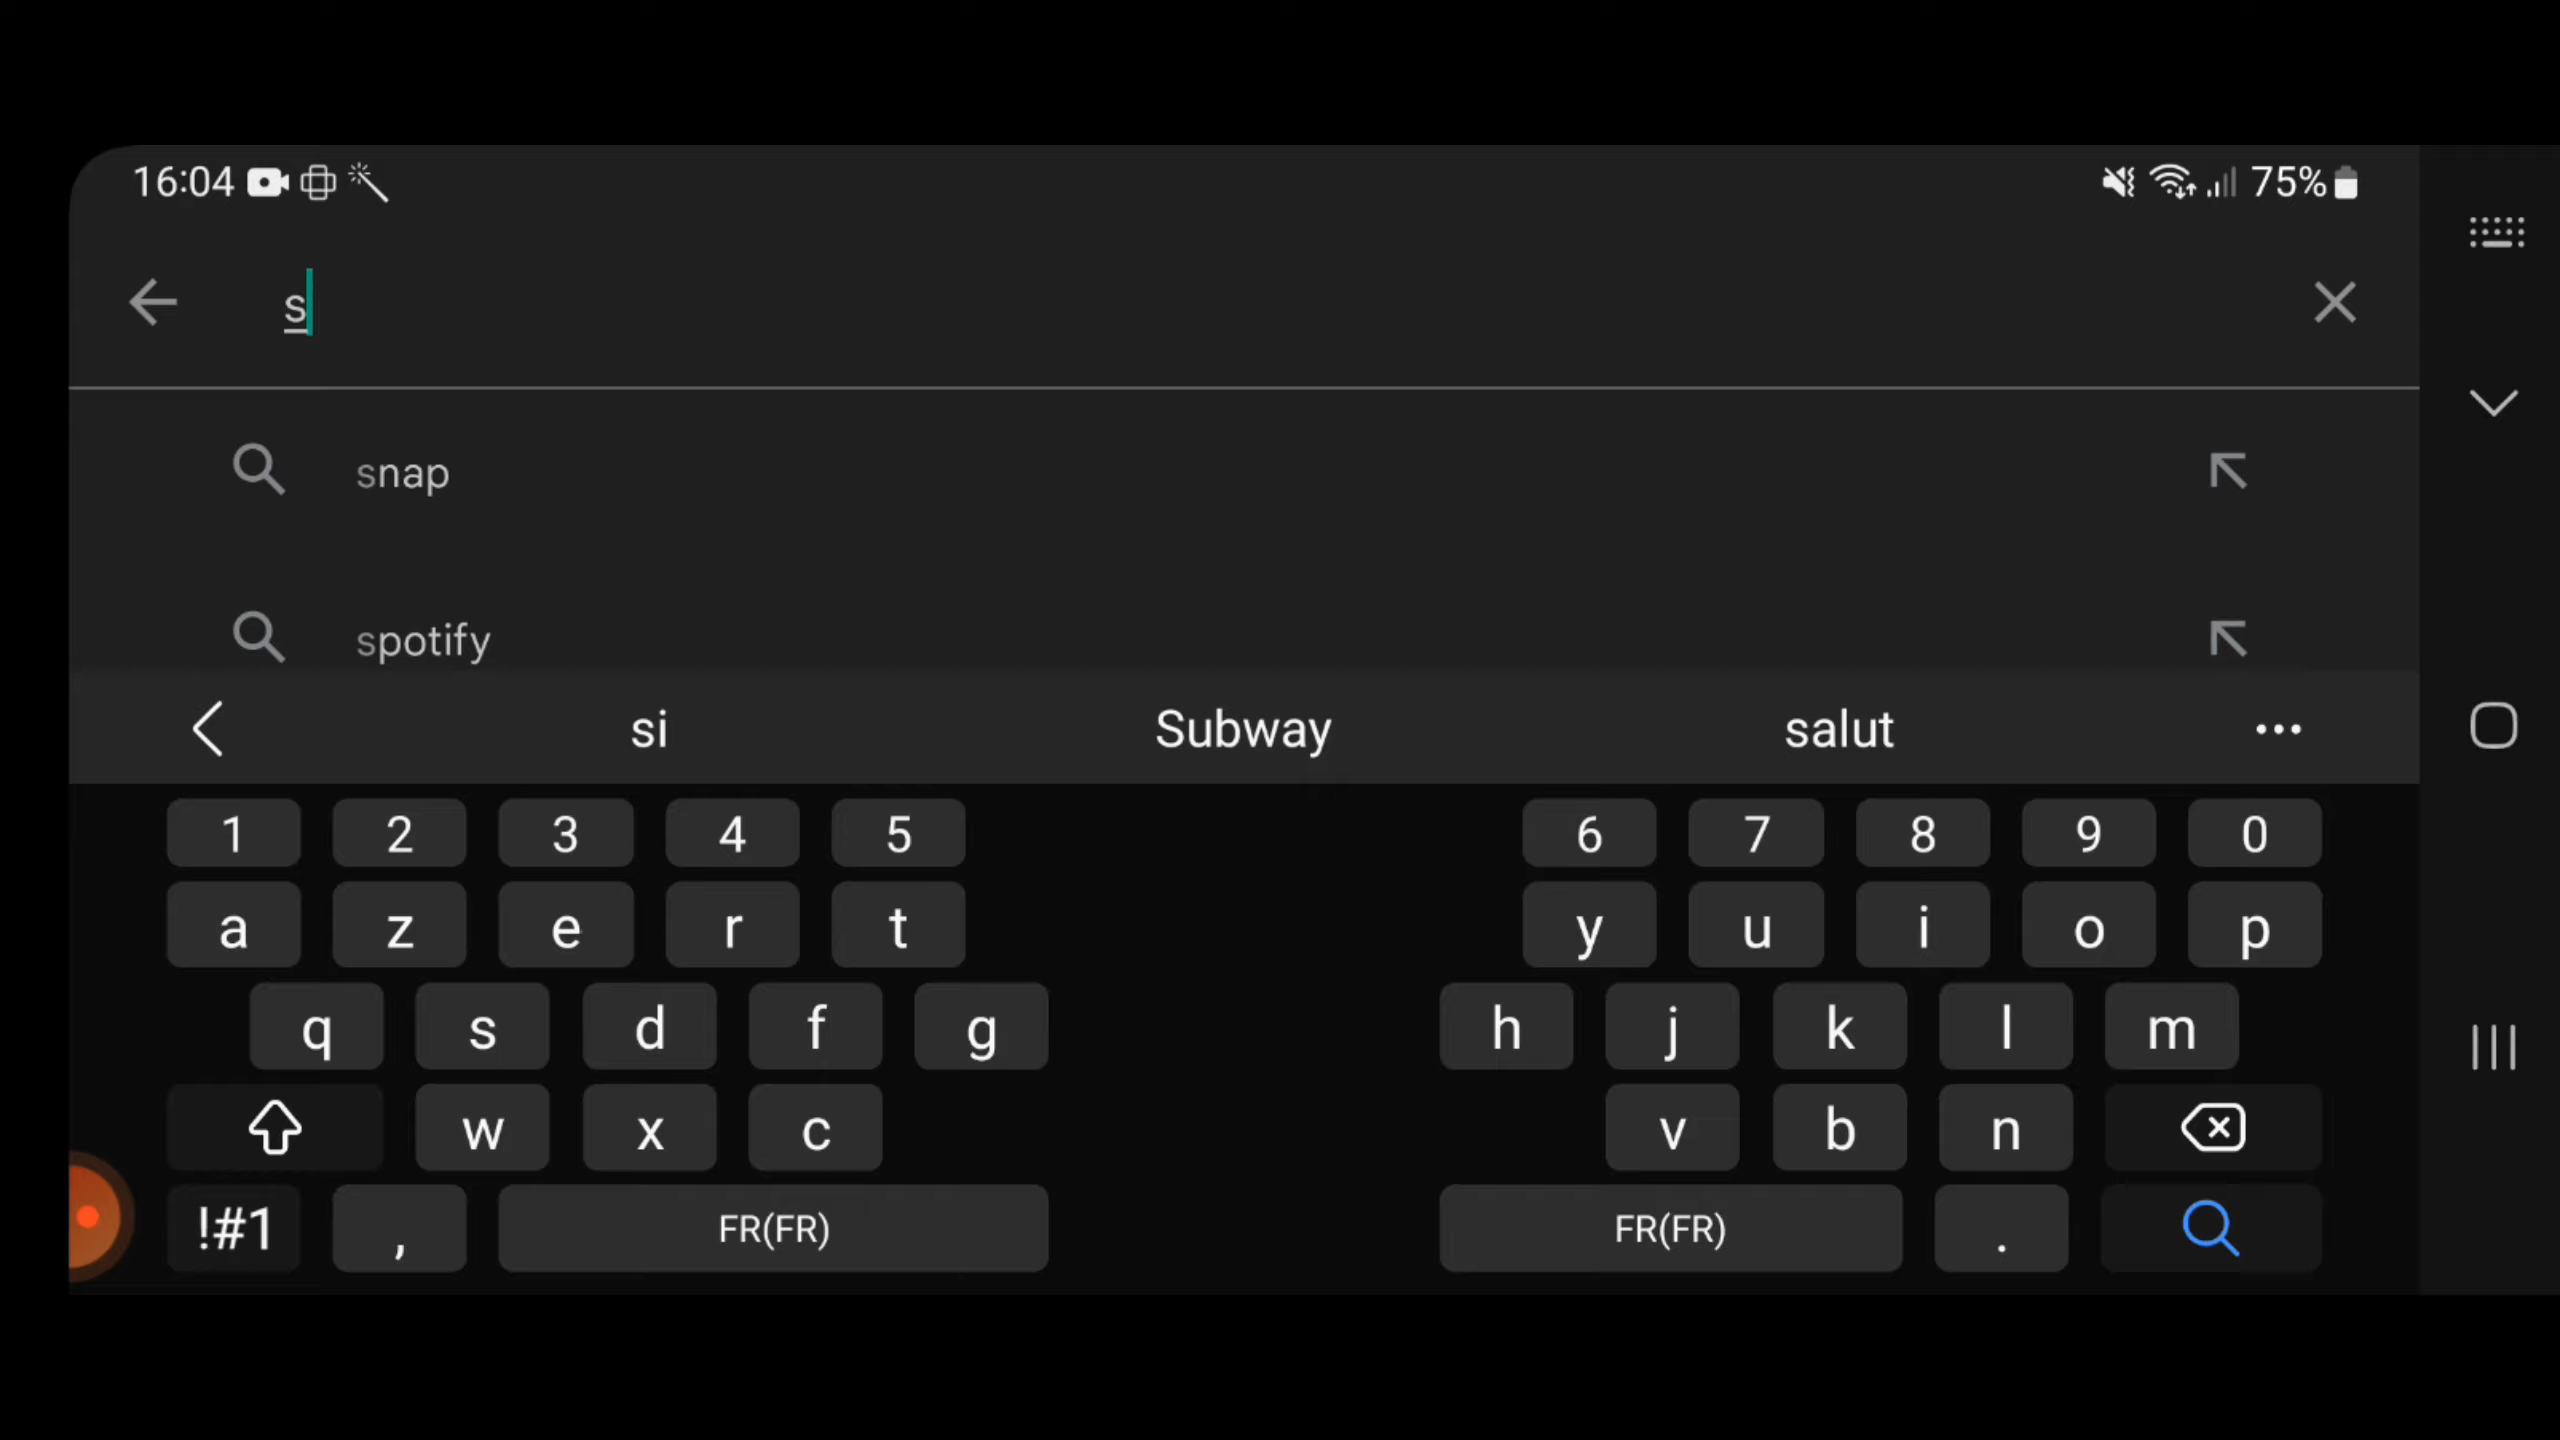 16:04 75%
s
snap
spotify
si Subway salut
1 2 3 4 5 6 7 8 9 0
a z e r t y u i o p
q s d f g h j k l m
w x c v b n
!#1 , FR(FR) FR(FR) .